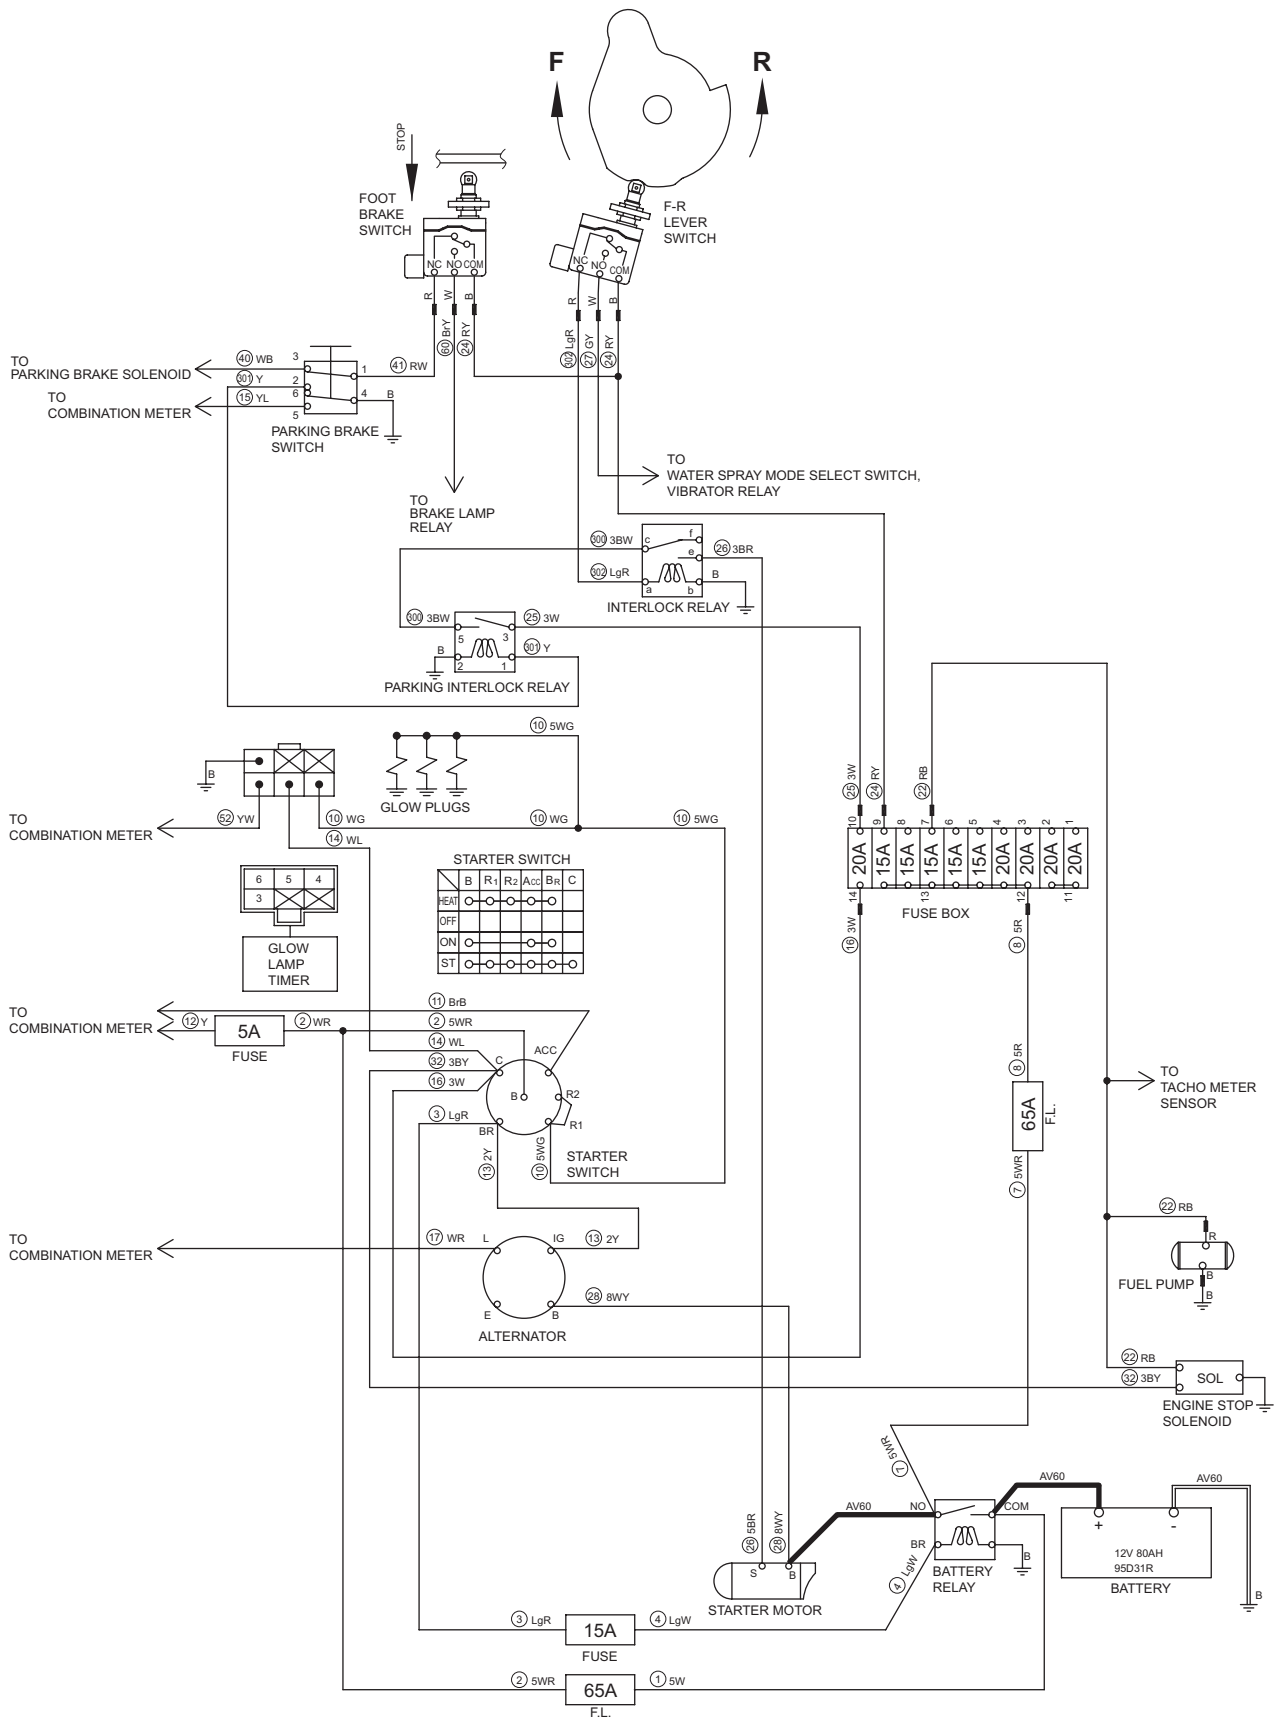 F
R
STOP
FOOT
BRAKE
SWITCH
F-R
LEVER
SWITCH
NC NO COM
NC NO COM
R
W
B
R
W
B
60 BrY
24 RY
302 LgR
27 GY
24 RY
TO
PARKING BRAKE SOLENOID
40 WB
301 Y
15 YL
TO
COMBINATION METER
3
2
6
5
1
4
41 RW
B
PARKING BRAKE
SWITCH
TO
BRAKE LAMP
RELAY
TO
WATER SPRAY MODE SELECT SWITCH,
VIBRATOR RELAY
300 3BW
c
f
e
26 3BR
302 LgR
a
b
B
INTERLOCK RELAY
300 3BW
5
3
25 3W
B
2
1
301 Y
PARKING INTERLOCK RELAY
10 5WG
B
GLOW PLUGS
25 3W
24 RY
22 RB
TO
COMBINATION METER
52 YW
10 WG
14 WL
10 WG
10 5WG
10 9 8 7 6 5 4 3 2 1
20A 15A 15A 15A 15A 15A 20A 20A 20A 20A
14 13 12 11
FUSE BOX
16 3W
8 5R
6 5 4
3
GLOW
LAMP
TIMER
STARTER SWITCH
B R1 R2 ACC BR C
HEAT
OFF
ON
ST
TO
COMBINATION METER
12 Y
5A
FUSE
2 WR
11 BrB
2 5WR
14 WL
32 3BY
16 3W
3 LgR
C
ACC
B
R2
R1
BR
13 2Y
10 5WG
STARTER
SWITCH
8 5R
65A
F.L.
7 5WR
TO
TACHO METER
SENSOR
TO
COMBINATION METER
17 WR
L
IG
13 2Y
E
B
28 8WY
ALTERNATOR
22 RB
R
FUEL PUMP
B
B
22 RB
32 3BY
SOL
ENGINE STOP
SOLENOID
7 5WR
AV60
NO
COM
AV60
AV60
BR
B
BATTERY
RELAY
4 LgW
+
-
12V 80AH
95D31R
BATTERY
B
26 5BR
28 8WY
S
B
STARTER MOTOR
3 LgR
15A
4 LgW
FUSE
2 5WR
65A
1 5W
F.L.